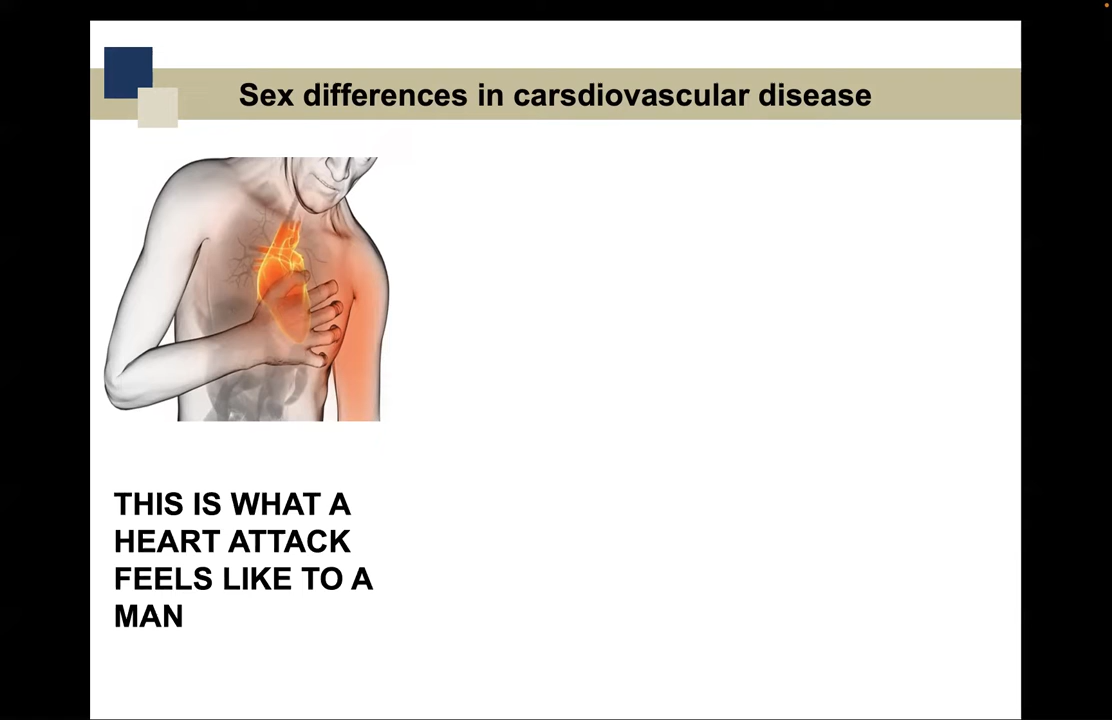 Sex differences in carsdiovascular disease
THIS IS WHAT A
HEART ATTACK
FEELS LIKE TO A
MAN